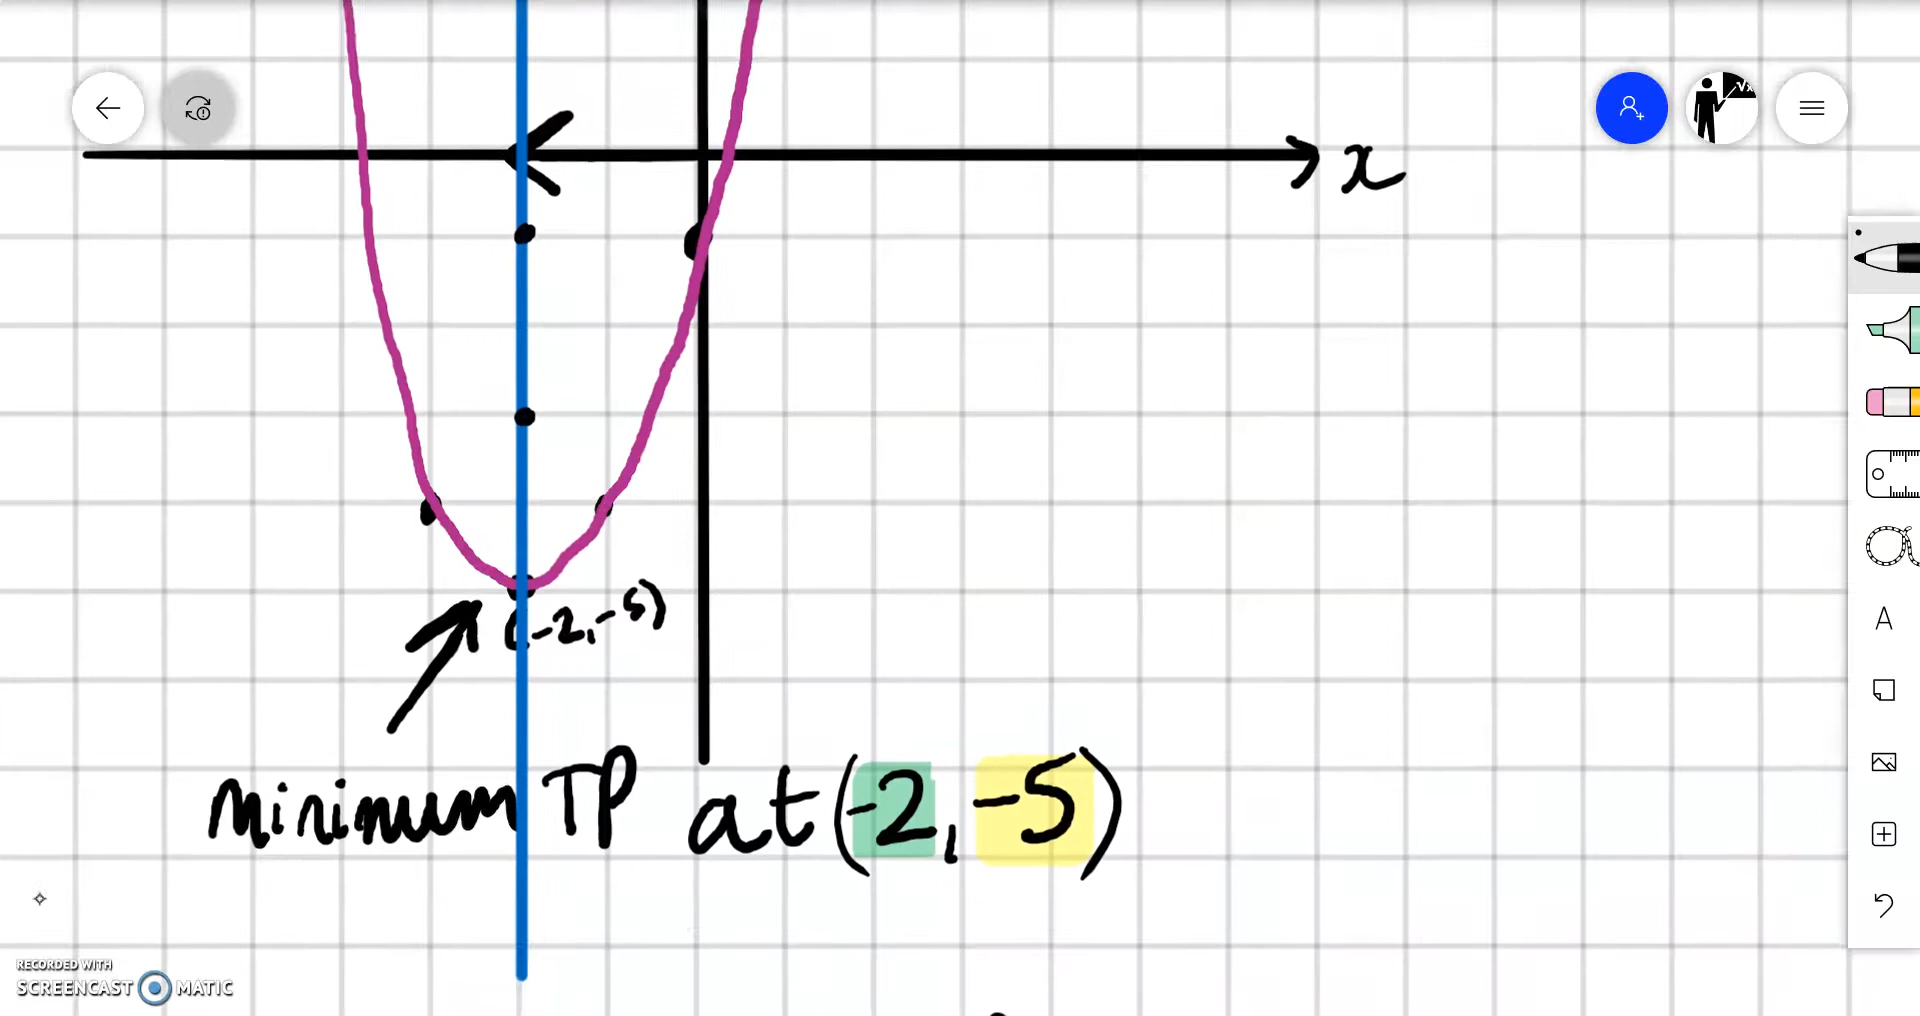 √x
x
(-2,-5)
minimum TP at (-2, -5)
A
RECORDED WITH
SCREENCAST MATIC